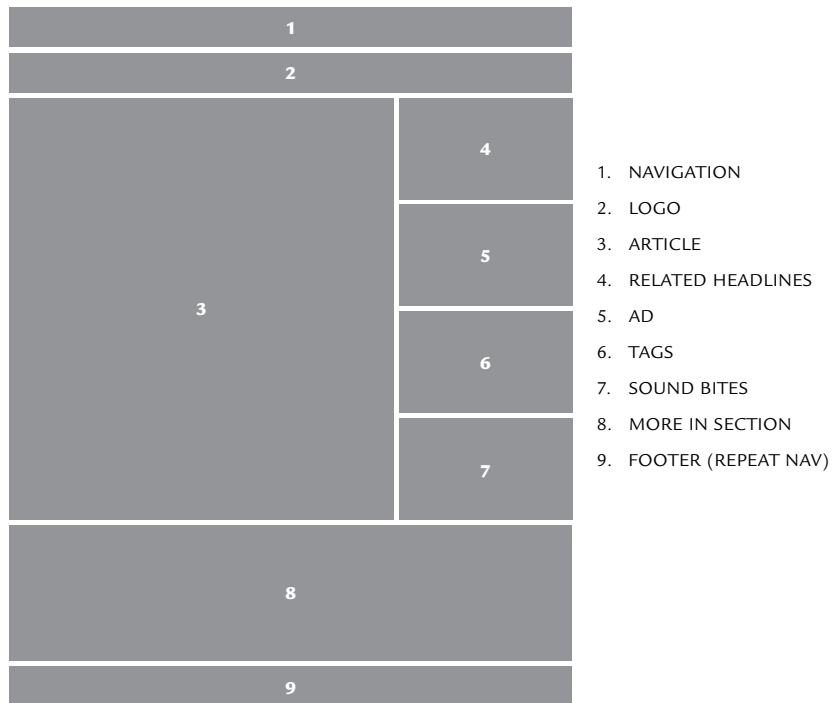 1
2
3
4
5
6
7
8
9
1. NAVIGATION
2. LOGO
3. ARTICLE
4. RELATED HEADLINES
5. AD
6. TAGS
7. SOUND BITES
8. MORE IN SECTION
9. FOOTER (REPEAT NAV)